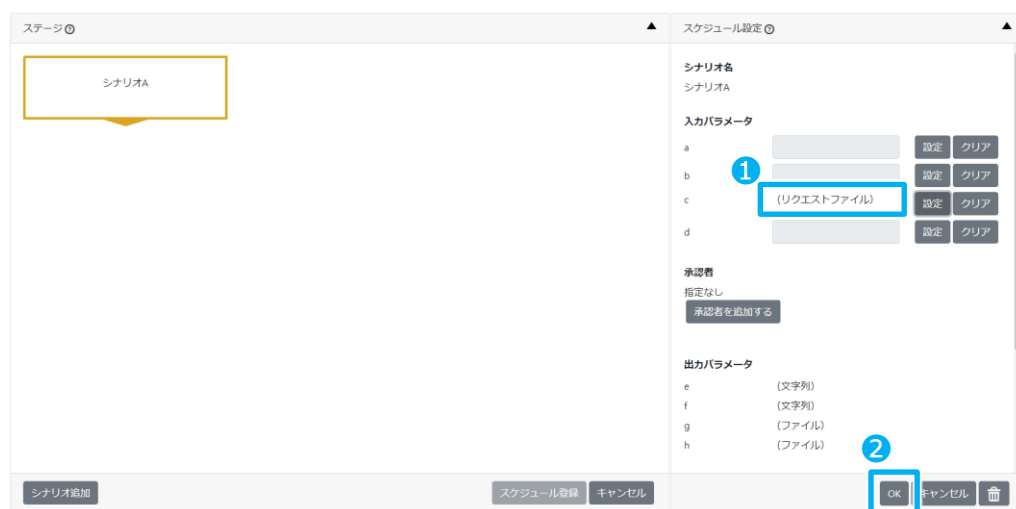 ステージ
シナリオA
シナリオ追加
スケジュール登録 キャンセル
スケジュール設定
シナリオ名
シナリオA
入力パラメータ
a 設定 クリア
1
b 設定 クリア
c (リクエストファイル) 設定 クリア
d 設定 クリア
承認者
指定なし
承認者を追加する
出力パラメータ
e (文字列)
f (文字列)
g (ファイル)
h (ファイル)
2
OK キャンセル